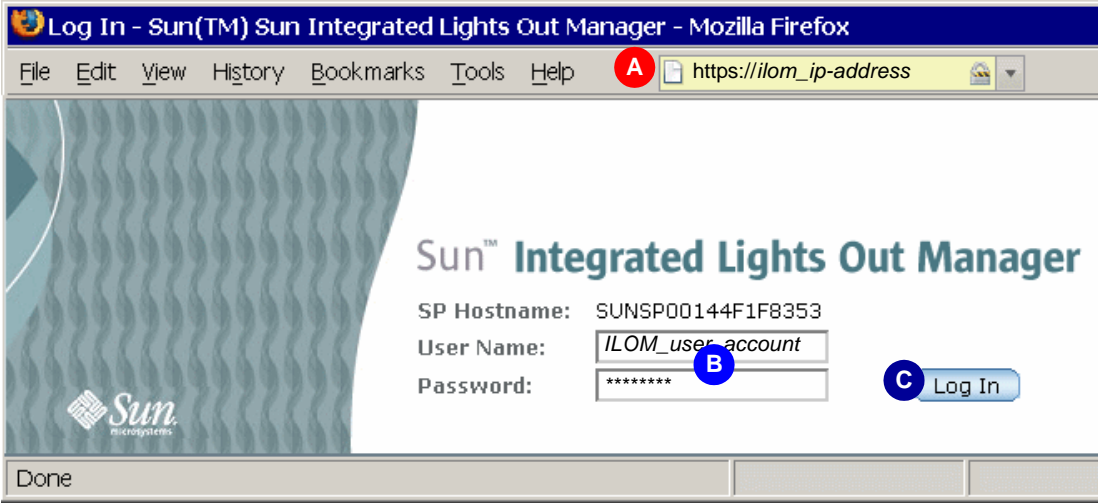 Log In - Sun(TM) Sun Integrated Lights Out Manager - Mozilla Firefox
File Edit View History Bookmarks Tools Help A https://ilom_ip-address
Sun™ Integrated Lights Out Manager
SP Hostname: SUNSP00144F1F8353
User Name: ILOM_user_account
B
Password: ********
C Log In
Sun
microsystems
Done